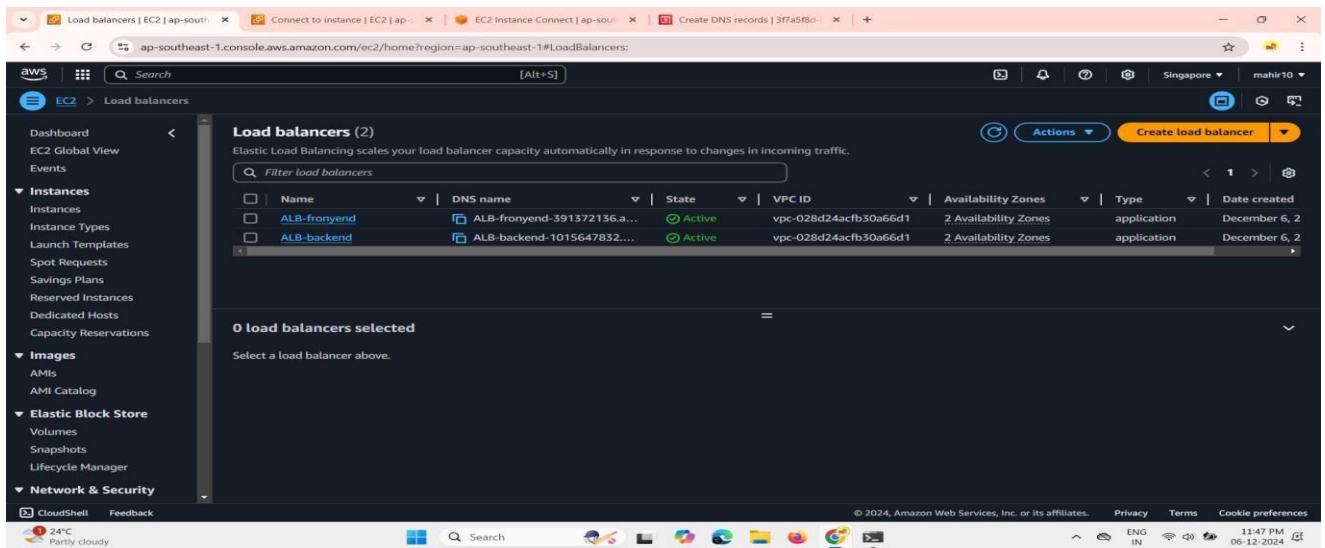 Load balancers | EC2 | ap-south
Connect to instance | EC2 | ap-
EC2 Instance Connect | ap-sout
Create DNS records | 3f7a5f8d-
ap-southeast-1.console.aws.amazon.com/ec2/home?region=ap-southeast-1#LoadBalancers:
aws Search [Alt+S] Singapore mahir10
EC2 > Load balancers
Dashboard
EC2 Global View
Events
Instances
Instances
Instance Types
Launch Templates
Spot Requests
Savings Plans
Reserved Instances
Dedicated Hosts
Capacity Reservations
Images
AMIs
AMI Catalog
Elastic Block Store
Volumes
Snapshots
Lifecycle Manager
Network & Security
Load balancers (2) Actions Create load balancer
Elastic Load Balancing scales your load balancer capacity automatically in response to changes in incoming traffic.
Filter load balancers < 1 >
Name DNS name State VPC ID Availability Zones Type Date created
ALB-fronyend ALB-fronyend-391372136.a... Active vpc-028d24acfb30a66d1 2 Availability Zones application December 6, 2
ALB-backend ALB-backend-1015647832.... Active vpc-028d24acfb30a66d1 2 Availability Zones application December 6, 2
0 load balancers selected
Select a load balancer above.
CloudShell Feedback © 2024, Amazon Web Services, Inc. or its affiliates. Privacy Terms Cookie preferences
1 24°C Search ENG 11:47 PM
Partly cloudy IN 06-12-2024